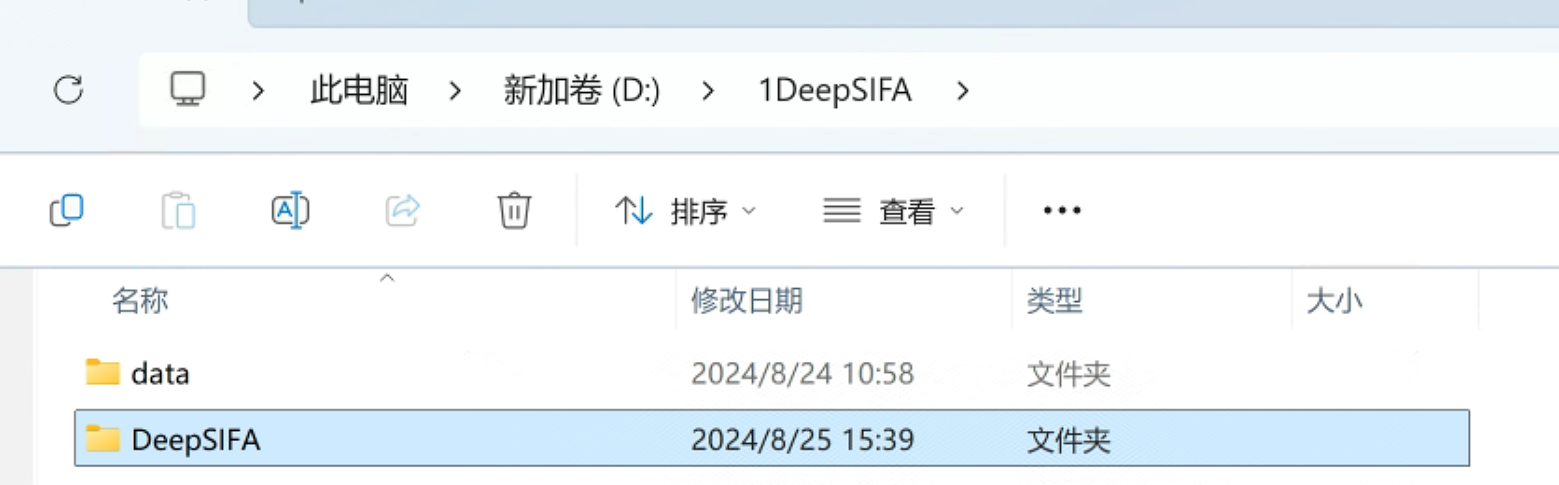 此电脑 > 新加卷 (D:) > 1DeepSIFA >
排序 查看 •••
名称 修改日期 类型 大小
data 2024/8/24 10:58 文件夹
DeepSIFA 2024/8/25 15:39 文件夹